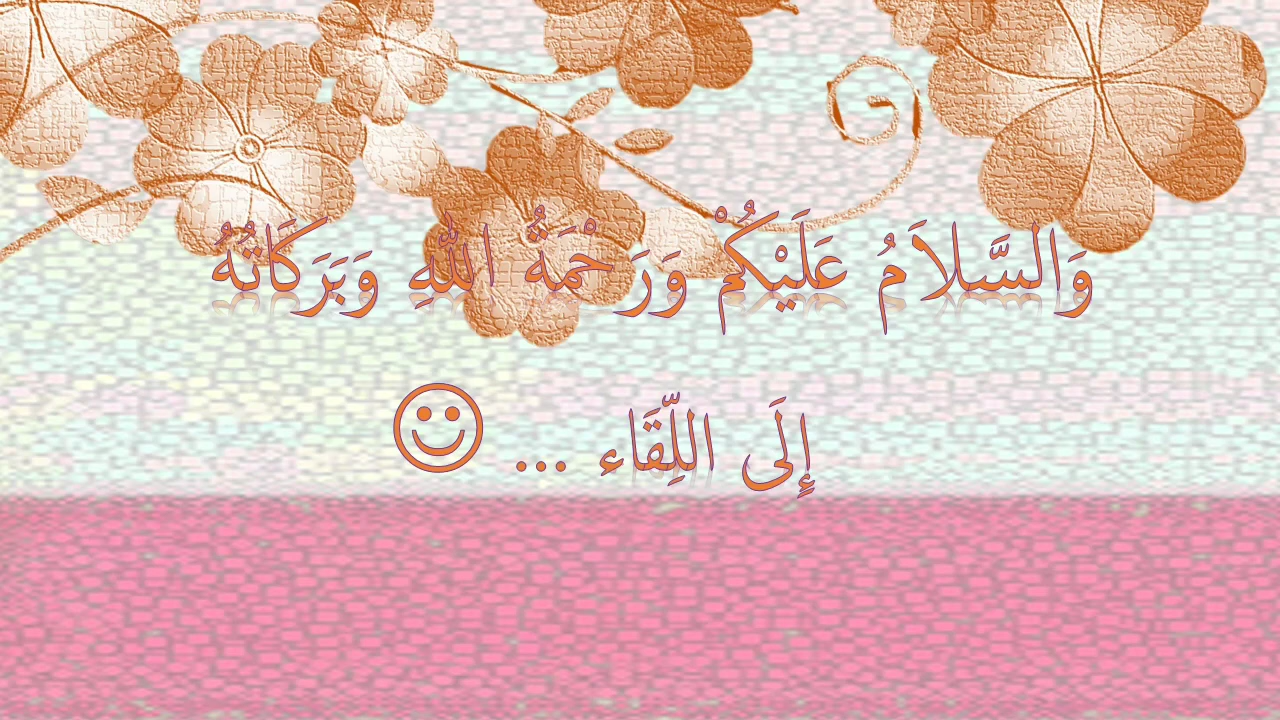 وَالسَّلاَمُ عَلَيْكُمْ وَرَحْمَةُ اللهِ وَبَرَكَاتُهُ
إِلَى اللِّقَاء ... ☺